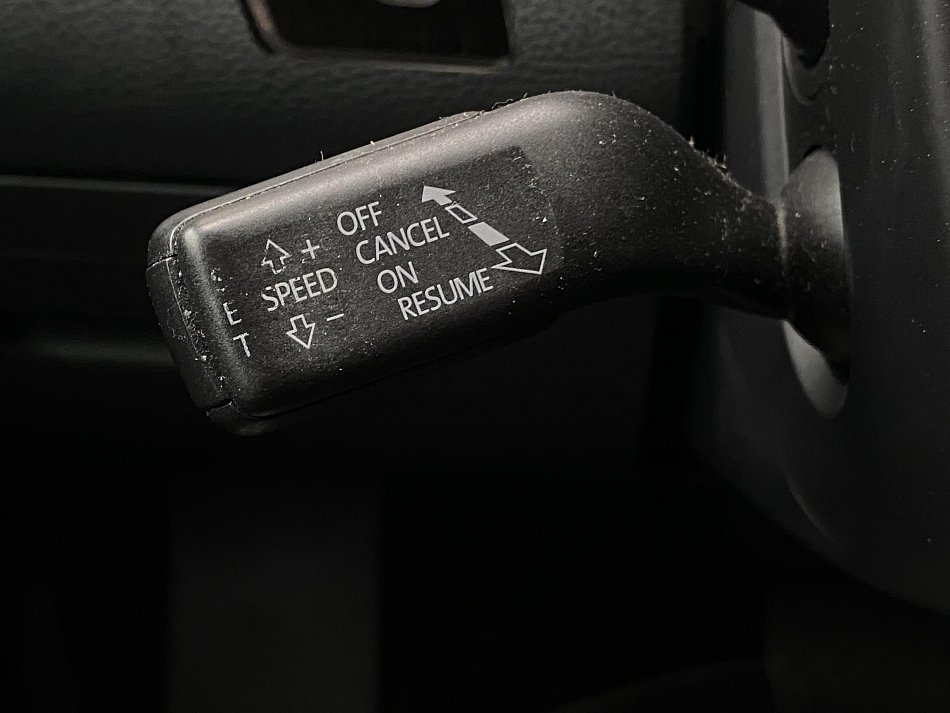 OFF
CANCEL
ON
RESUME
+
SPEED
-
E
T